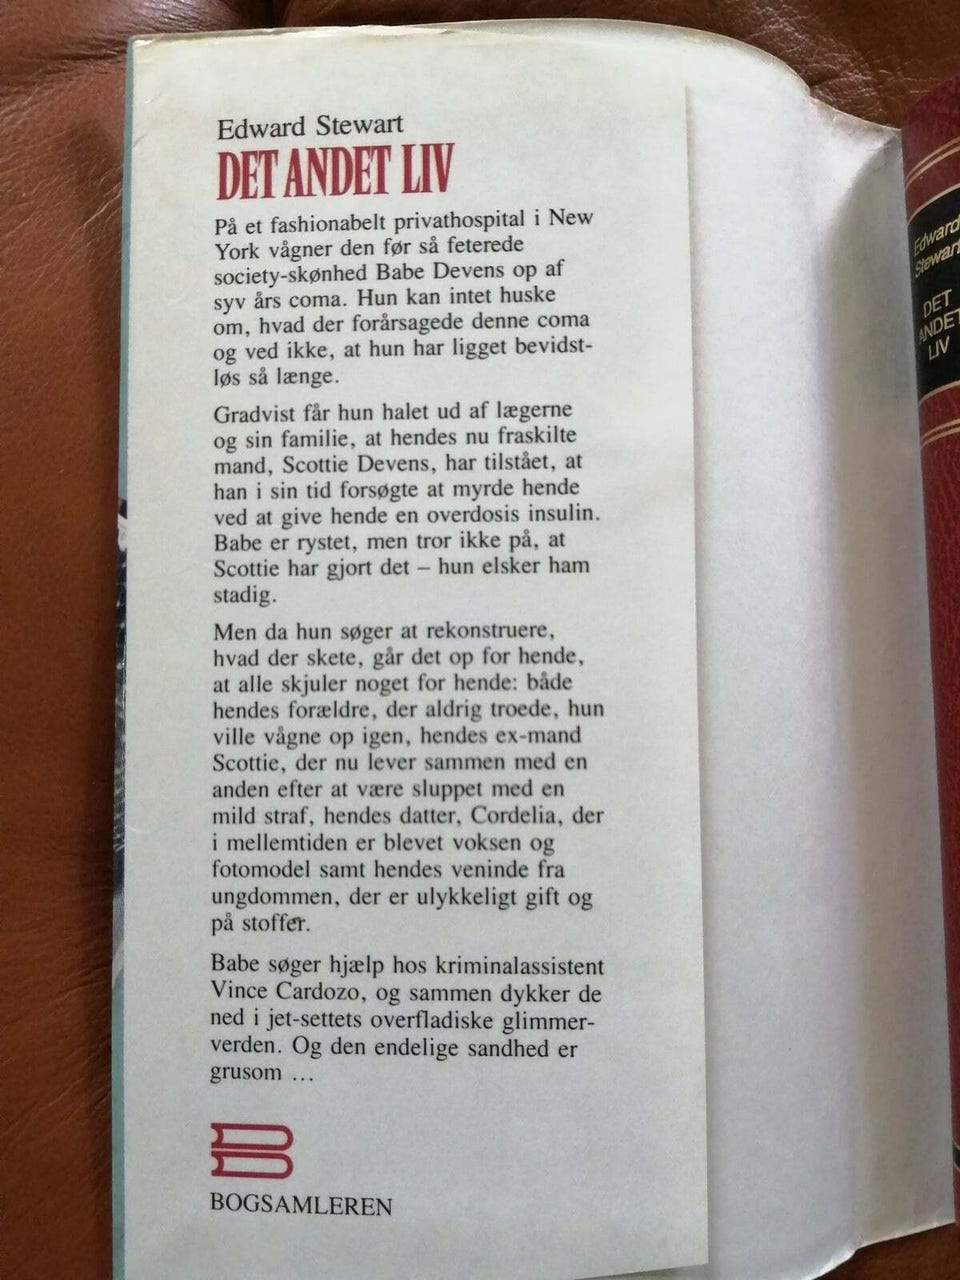 Edward Stewart
DET ANDET LIV
På et fashionabelt privathospital i New
York vågner den før så feterede
society-skønhed Babe Devens op af
syv års coma. Hun kan intet huske
om, hvad der forårsagede denne coma
og ved ikke, at hun har ligget bevidst-
løs så længe.
Gradvist får hun halet ud af lægerne
og sin familie, at hendes nu fraskilte
mand, Scottie Devens, har tilstået, at
han i sin tid forsøgte at myrde hende
ved at give hende en overdosis insulin.
Babe er rystet, men tror ikke på, at
Scottie har gjort det – hun elsker ham
stadig.
Men da hun søger at rekonstruere,
hvad der skete, går det op for hende,
at alle skjuler noget for hende: både
hendes forældre, der aldrig troede, hun
ville vågne op igen, hendes ex-mand
Scottie, der nu lever sammen med en
anden efter at være sluppet med en
mild straf, hendes datter, Cordelia, der
i mellemtiden er blevet voksen og
fotomodel samt hendes veninde fra
ungdommen, der er ulykkeligt gift og
på stoffer.
Babe søger hjælp hos kriminalassistent
Vince Cardozo, og sammen dykker de
ned i jet-settets overfladiske glimmer-
verden. Og den endelige sandhed er
grusom ...
BOGSAMLEREN
Edward
Stewart
DET
ANDET
LIV